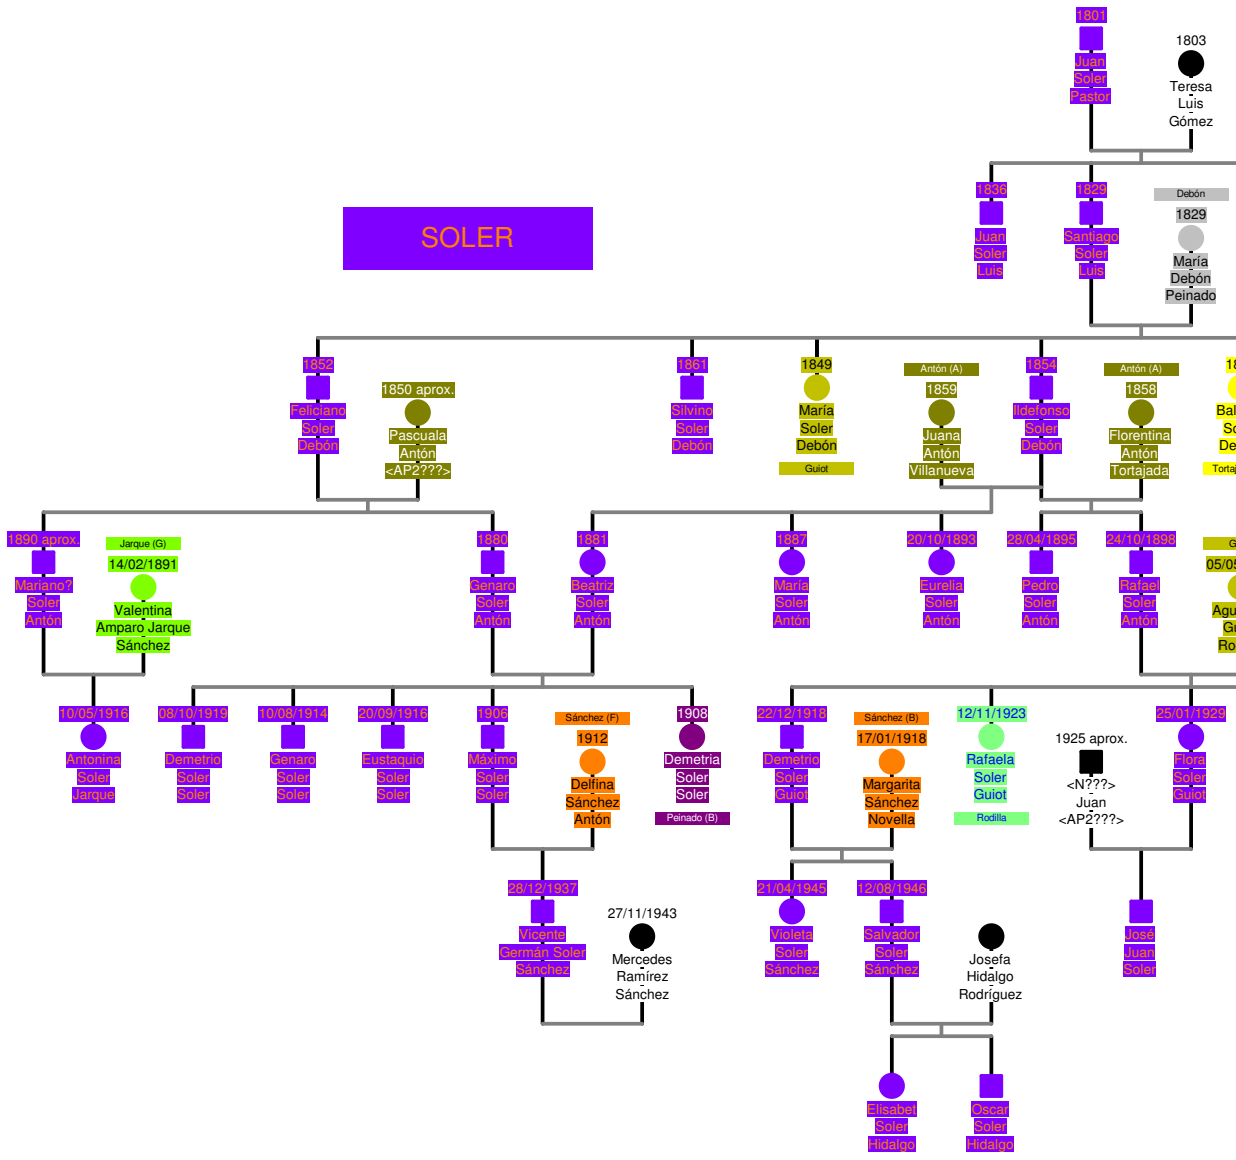 1801
Juan
Soler
Pastor
1803
Teresa
Luis
Gómez
SOLER
1836
Juan
Soler
Luis
1829
Santiago
Soler
Luis
Debón
1829
María
Debón
Peinado
1852
Feliciano
Soler
Debón
1850 aprox.
Pascuala
Antón
<AP2???>
1861
Silvino
Soler
Debón
1849
María
Soler
Debón
Guiot
Antón (A)
1859
Juana
Antón
Villanueva
1854
Ildefonso
Soler
Debón
Antón (A)
1858
Florentina
Antón
Tortajada
18
Bal
So
De
Tortaj
1890 aprox.
Mariano?
Soler
Antón
Jarque (G)
14/02/1891
Valentina
Amparo Jarque
Sánchez
1880
Genaro
Soler
Antón
1881
Beatriz
Soler
Antón
1887
María
Soler
Antón
20/10/1893
Eurelia
Soler
Antón
28/04/1895
Pedro
Soler
Antón
24/10/1898
Rafael
Soler
Antón
G
05/05
Agu
Gu
Ro
10/05/1916
Antonina
Soler
Jarque
08/10/1919
Demetrio
Soler
Soler
10/08/1914
Genaro
Soler
Soler
20/09/1916
Eustaquio
Soler
Soler
1906
Máximo
Soler
Soler
Sánchez (F)
1912
Delfina
Sánchez
Antón
1908
Demetria
Soler
Soler
Peinado (B)
22/12/1918
Demetrio
Soler
Guiot
Sánchez (B)
17/01/1918
Margarita
Sánchez
Novella
12/11/1923
Rafaela
Soler
Guiot
Rodilla
1925 aprox.
<N???>
Juan
<AP2???>
25/01/1929
Flora
Soler
Guiot
28/12/1937
Vicente
Germán Soler
Sánchez
27/11/1943
Mercedes
Ramírez
Sánchez
21/04/1945
Violeta
Soler
Sánchez
12/08/1946
Salvador
Soler
Sánchez
Josefa
Hidalgo
Rodríguez
José
Juan
Soler
Elisabet
Soler
Hidalgo
Oscar
Soler
Hidalgo